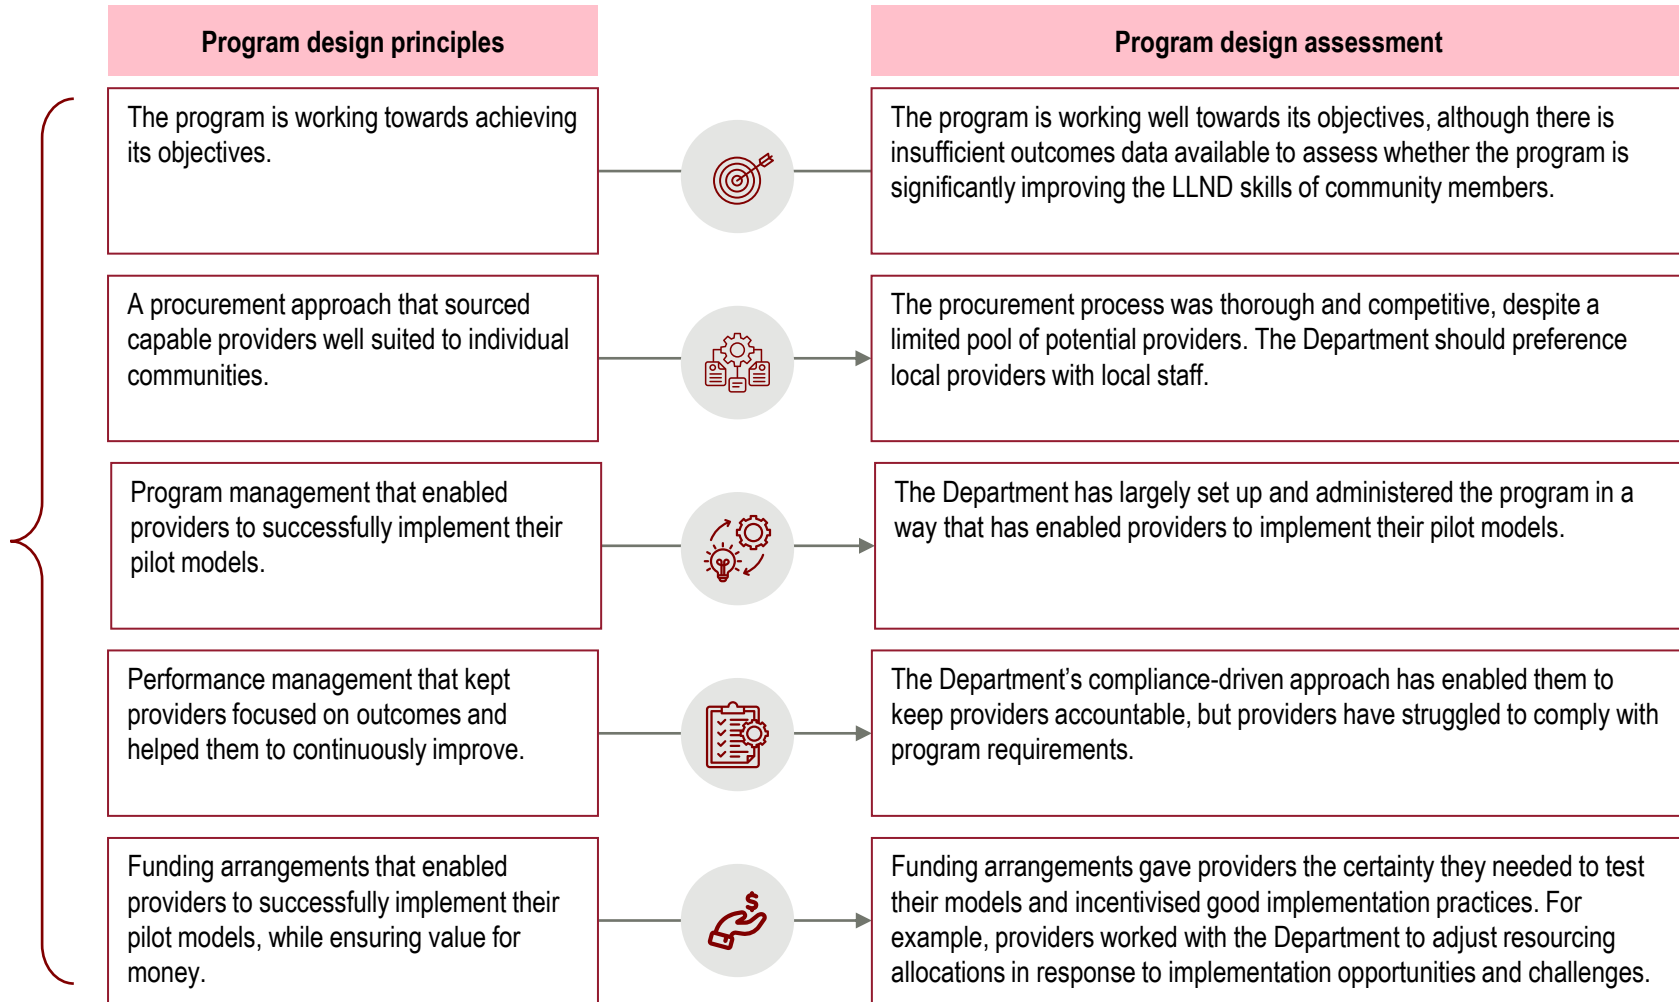 Program design principles
Program design assessment
The program is working towards achieving
its objectives.
The program is working well towards its objectives, although there is
insufficient outcomes data available to assess whether the program is
significantly improving the LLND skills of community members.
A procurement approach that sourced
capable providers well suited to individual
communities.
The procurement process was thorough and competitive, despite a
limited pool of potential providers. The Department should preference
local providers with local staff.
Program management that enabled
providers to successfully implement their
pilot models.
The Department has largely set up and administered the program in a
way that has enabled providers to implement their pilot models.
Performance management that kept
providers focused on outcomes and
helped them to continuously improve.
The Department’s compliance-driven approach has enabled them to
keep providers accountable, but providers have struggled to comply with
program requirements.
Funding arrangements that enabled
providers to successfully implement their
pilot models, while ensuring value for
money.
$
Funding arrangements gave providers the certainty they needed to test
their models and incentivised good implementation practices. For
example, providers worked with the Department to adjust resourcing
allocations in response to implementation opportunities and challenges.